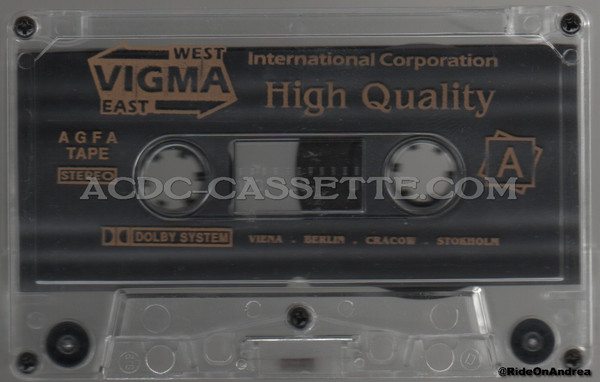 WEST
VIGMA
EAST
International Corporation
High Quality
AGFA
TAPE
STEREO
A
ACDC-CASSETTE.COM
DOLBY SYSTEM
VIENA . BERLIN . CRACOW . STOKHOLM
@RideOnAndrea